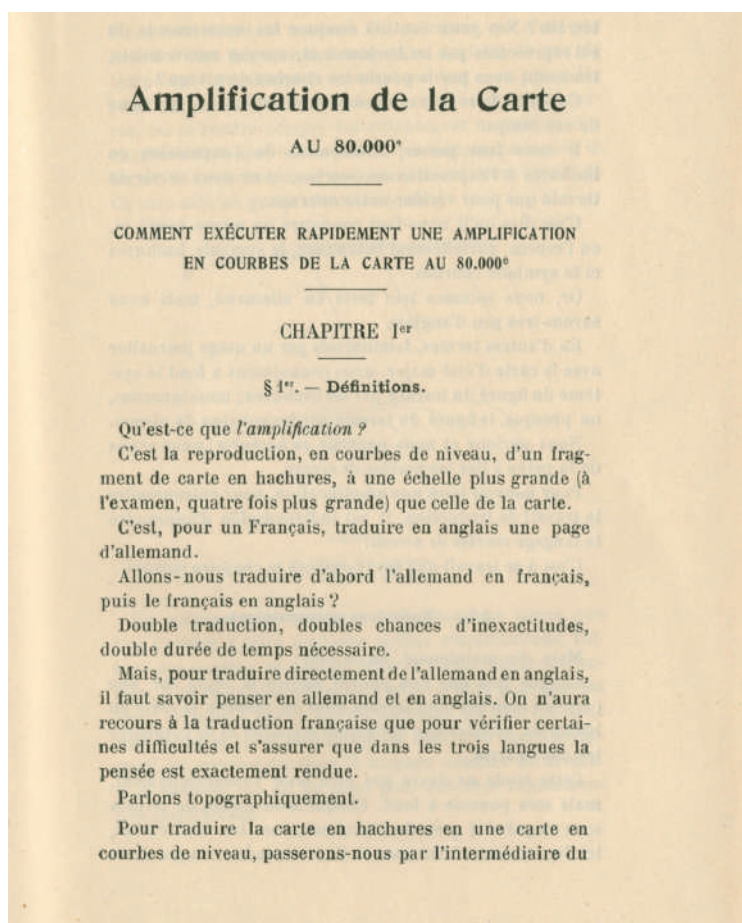 Amplification de la Carte
AU 80.000e
COMMENT EXÉCUTER RAPIDEMENT UNE AMPLIFICATION
EN COURBES DE LA CARTE AU 80.000e
CHAPITRE Ier
§ 1er. — Définitions.
Qu'est-ce que l'amplification ?
C'est la reproduction, en courbes de niveau, d'un frag-
ment de carte en hachures, à une échelle plus grande (à
l'examen, quatre fois plus grande) que celle de la carte.
C'est, pour un Français, traduire en anglais une page
d'allemand.
Allons-nous traduire d'abord l'allemand en français,
puis le français en anglais ?
Double traduction, doubles chances d'inexactitudes,
double durée de temps nécessaire.
Mais, pour traduire directement de l'allemand en anglais,
il faut savoir penser en allemand et en anglais. On n'aura
recours à la traduction française que pour vérifier certai-
nes difficultés et s'assurer que dans les trois langues la
pensée est exactement rendue.
Parlons topographiquement.
Pour traduire la carte en hachures en une carte en
courbes de niveau, passerons-nous par l'intermédiaire du